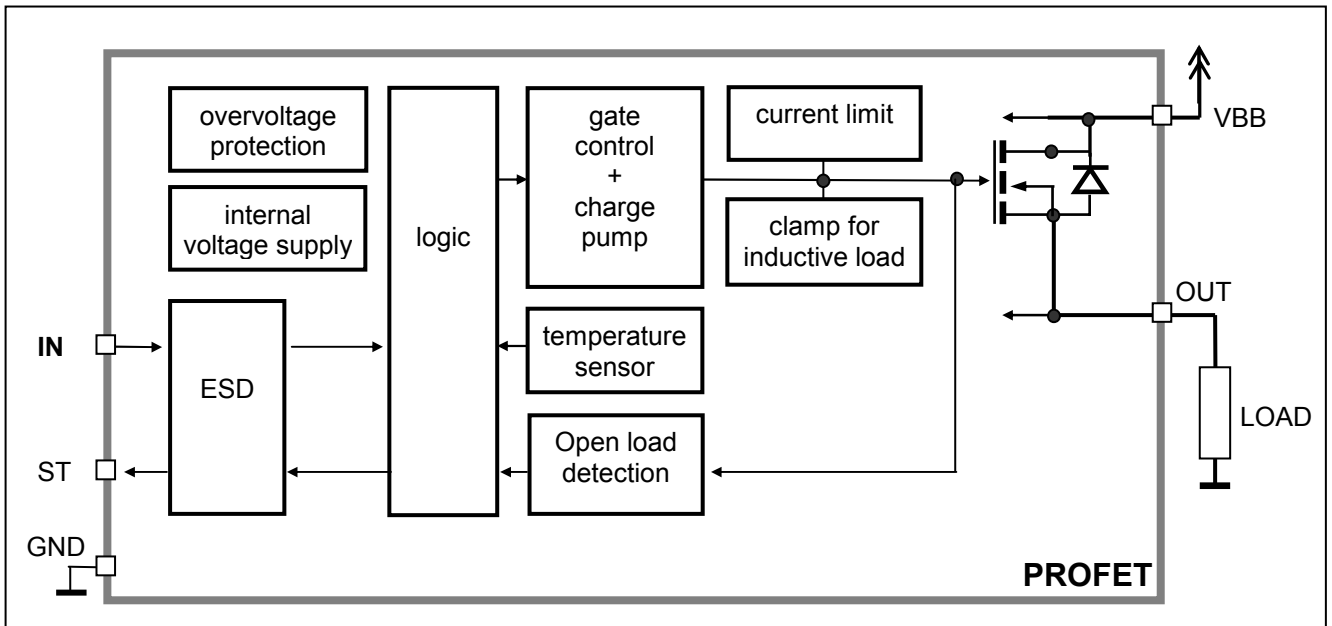 overvoltage
protection
internal
voltage supply
logic
gate
control
+
charge
pump
current limit
clamp for
inductive load
VBB
OUT
IN
ESD
temperature
sensor
LOAD
ST
Open load
detection
GND
PROFET